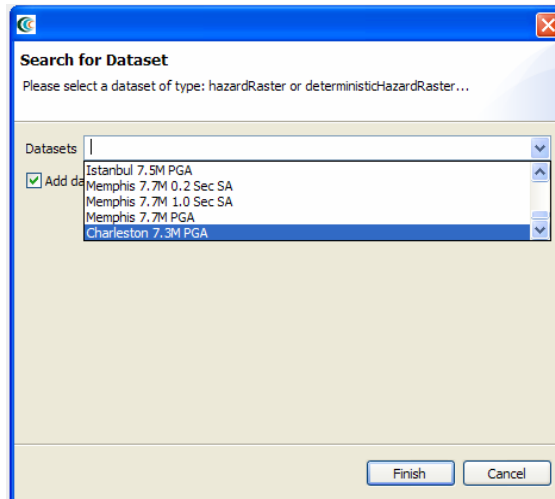 Search for Dataset
Please select a dataset of type: hazardRaster or deterministicHazardRaster...
Datasets
Istanbul 7.5M PGA
Memphis 7.7M 0.2 Sec SA
Add da
Memphis 7.7M 1.0 Sec SA
Memphis 7.7M PGA
Charleston 7.3M PGA
Finish
Cancel